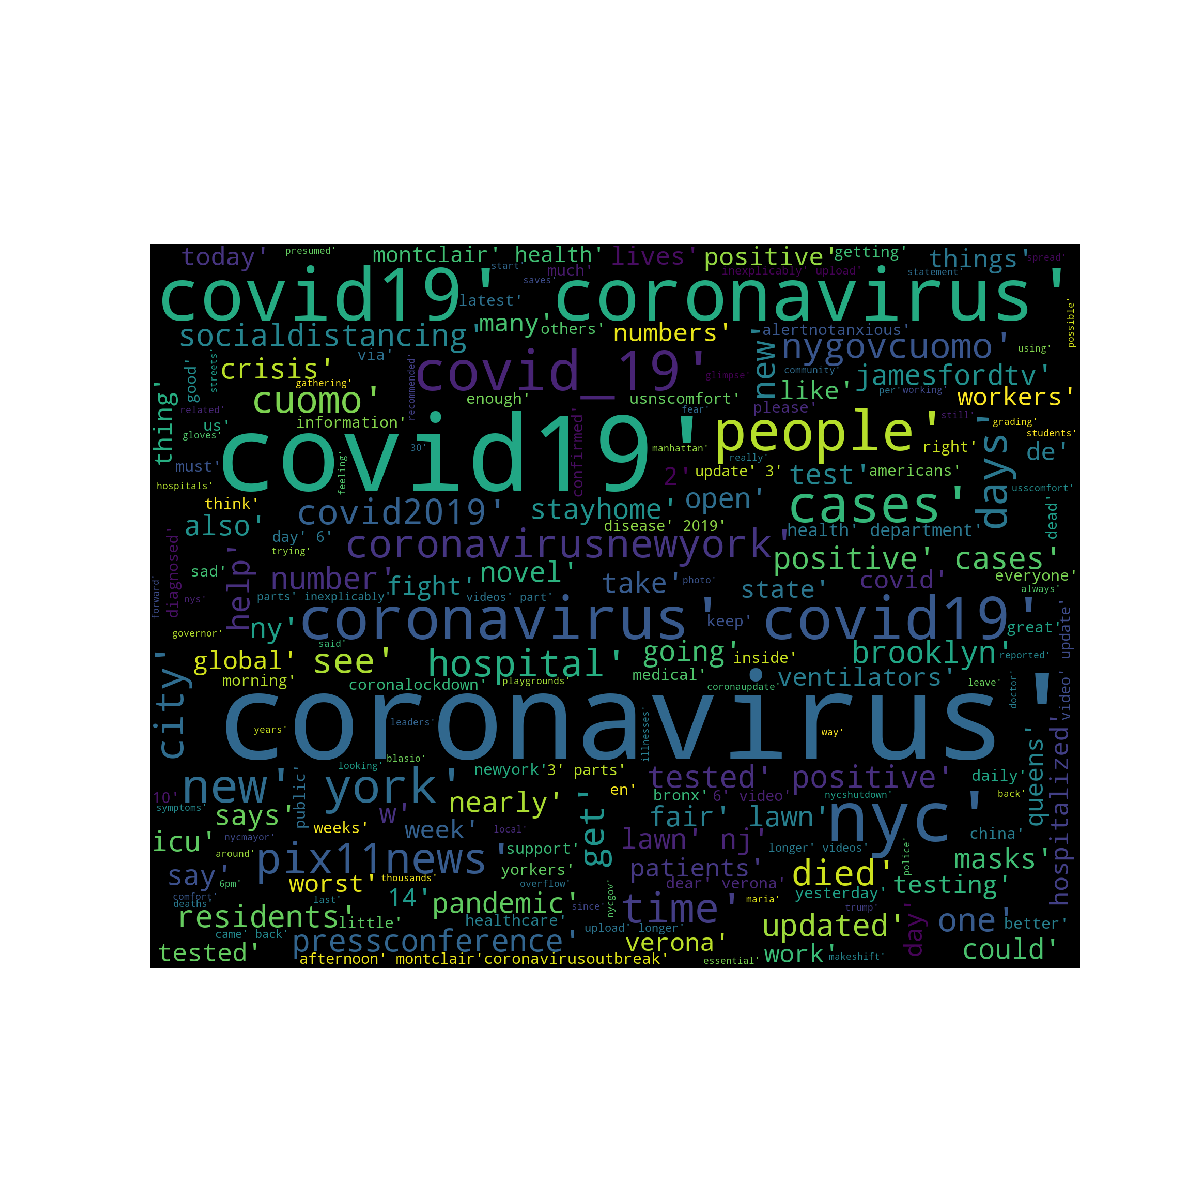 today' presumed' montclair' health' lives' positive' getting' things' spread'
covid19' coronavirus'
start' much' saves' inexplicably' upload' statement'
latest' many' others' numbers' alertnotanxious' possible'
socialdistancing' via' good' streets' new' nygovcuomo' using'
crisis' gathering' covid_19' recommended' glimpse' community' jamesfordtv'
thing' cuomo' enough' usnscomfort' fear' please' like' per' working' workers'
related' us' information' people' still' grading' students'
gloves' must' covid19' 30' feeling' confirmed' manhattan' really' right' days' de'
hospitals' 2' update' 3' test' americans' usscomfort'
think' covid2019' stayhome' open' cases' dead'
also' day' 6' disease' 2019' health' department'
trying' coronavirusnewyork' positive' cases'
diagnosed' sad' help' number' fight' novel' take' photo' state' covid' everyone' always'
forward' nys' parts' inexplicably' videos' part'
ny' coronavirus' covid19' keep' great' update'
governor' said'
city' global' see' hospital' going' inside' brooklyn' reported'
morning' coronalockdown' playgrounds' medical' coronaupdate' ventilators' leave' doctor' video'
coronavirus'
years' leaders' illnesses' way'
looking' blasio' newyork' 3' parts' en' tested' positive' daily' queens' hospitalized'
10' new' york' public' nearly' bronx' 6' video' nycshutdown' back'
symptoms' says' w' get' fair' lawn' nyc'
icu' nycmayor' weeks' week' local' support' lawn' nj' china'
around' pix11news' yorkers' longer' videos' police' masks'
say' 6pm' worst' thousands' overflow' patients' died'
comfort' deaths' last' 14' pandemic' healthcare' since' dear' verona' maria' yesterday' testing'
residents' little' nycgov' time' trump' day' one'
came' back' upload' longer' updated' better'
tested' pressconference' verona' work' makeshift' could'
afternoon' montclair' coronavirusoutbreak' essential'